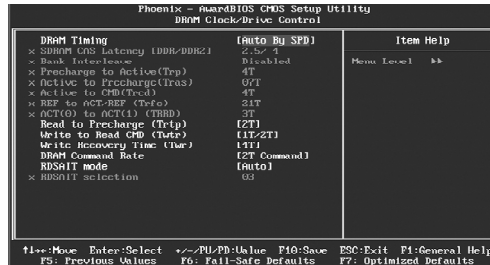 Phoenix - AwardBIOS CMOS Setup Utility
DRAM Clock/Drive Control
DRAM Timing [Auto By SPD] Item Help
x SDRAM CAS Latency [DDR/DDR2] 2.5/ 4
x Bank Interleave Disabled Menu Level ▶▶
x Precharge to Active(Trp) 4T
x Active to Precharge(Tras) 07T
x Active to CMD(Trcd) 4T
x REF to ACT/REF (Trfc) 21T
x ACT(0) to ACT(1) (TRRD) 3T
Read to Precharge (Trtp) [2T]
Write to Read CMD (Twtr) [1T/2T]
Write Recovery Time (Twr) [4T]
DRAM Command Rate [2T Command]
RDSAIT mode [Auto]
x RDSAIT selection 03
↑↓→←:Move Enter:Select +/-/PU/PD:Value F10:Save ESC:Exit F1:General Help
F5: Previous Values F6: Fail-Safe Defaults F7: Optimized Defaults